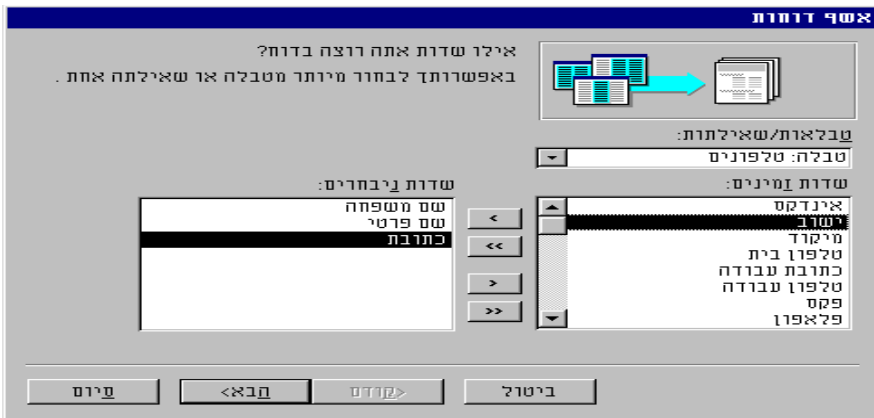 אשף דוחות
אילו שדות אתה רוצה בדוח?
באפשרותך לבחור מיותר מטבלה או שאילתה אחת .
טבלאות/שאילתות:
טבלה: טלפונים
שדות זמינים:
אינדקס
ישוב
מיקוד
טלפון בית
כתובת עבודה
טלפון עבודה
פקס
פלאפון
<
<<
>
>>
שדות ניבחרים:
שם משפחה
שם פרטי
כתובת
ביטול
<קודם
הבא>
סיום